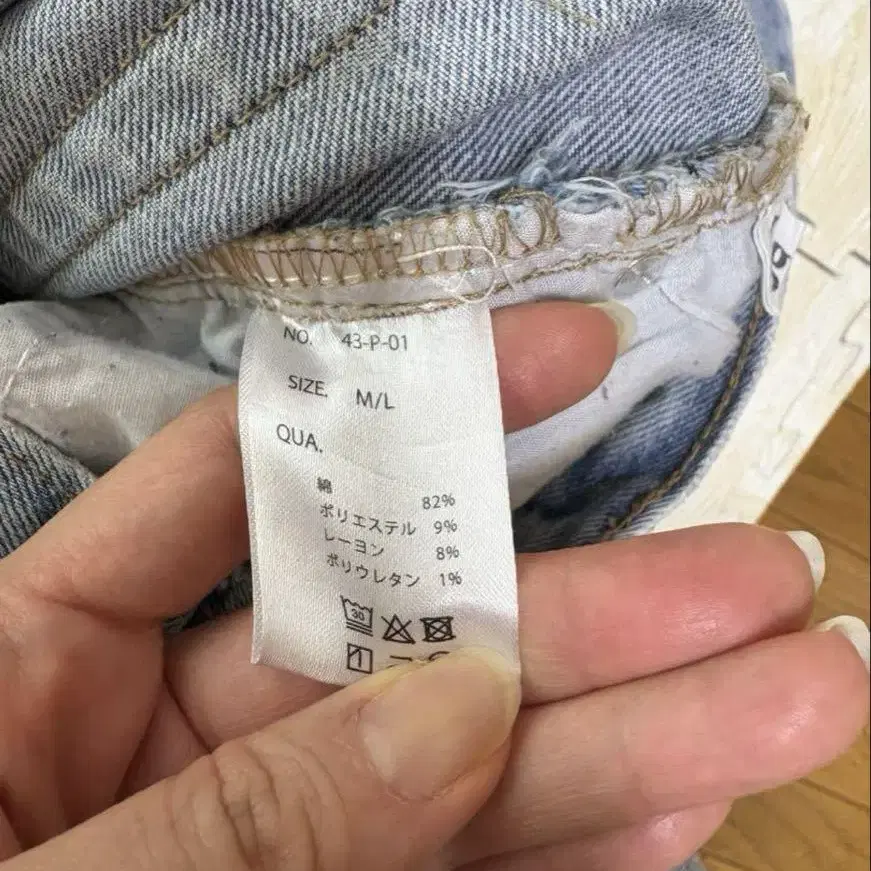 NO. 43-P-01
SIZE. M/L
QUA.
綿 82%
ポリエステル 9%
レーヨン 8%
ポリウレタン 1%
30